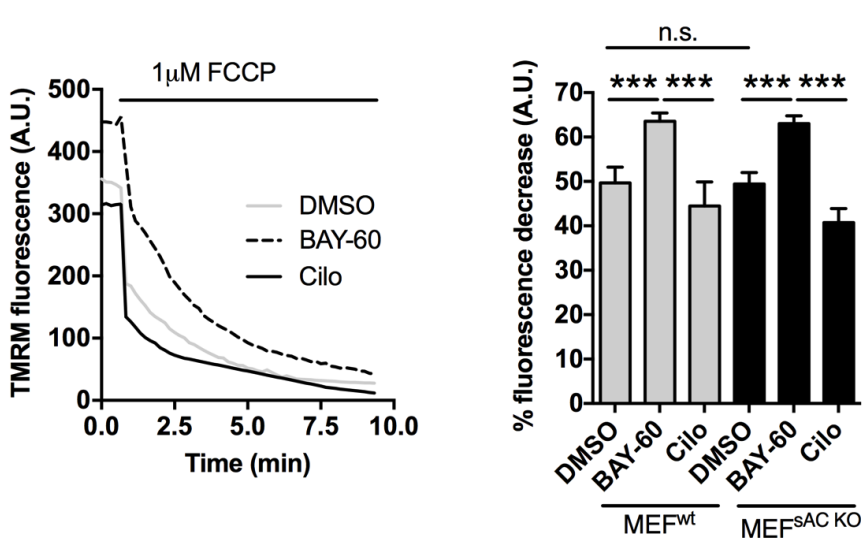 1µM FCCP
TMRM fluorescence (A.U.)
500
400
300
200
100
0
DMSO
BAY-60
Cilo
0.0 2.5 5.0 7.5 10.0
Time (min)
n.s.
*** *** *** ***
% fluorescence decrease (A.U.)
70
60
50
40
30
20
10
0
DMSO BAY-60 Cilo DMSO BAY-60 Cilo
MEFwt MEFsAC KO